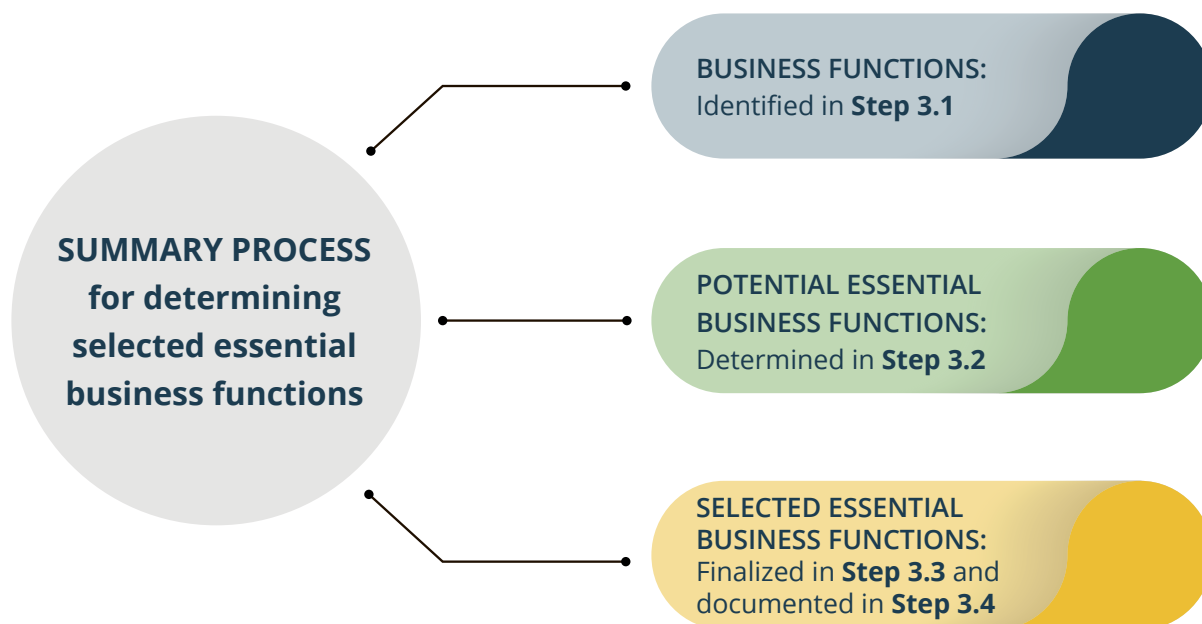 SUMMARY PROCESS
for determining
selected essential
business functions
BUSINESS FUNCTIONS:
Identified in Step 3.1
POTENTIAL ESSENTIAL
BUSINESS FUNCTIONS:
Determined in Step 3.2
SELECTED ESSENTIAL
BUSINESS FUNCTIONS:
Finalized in Step 3.3 and
documented in Step 3.4